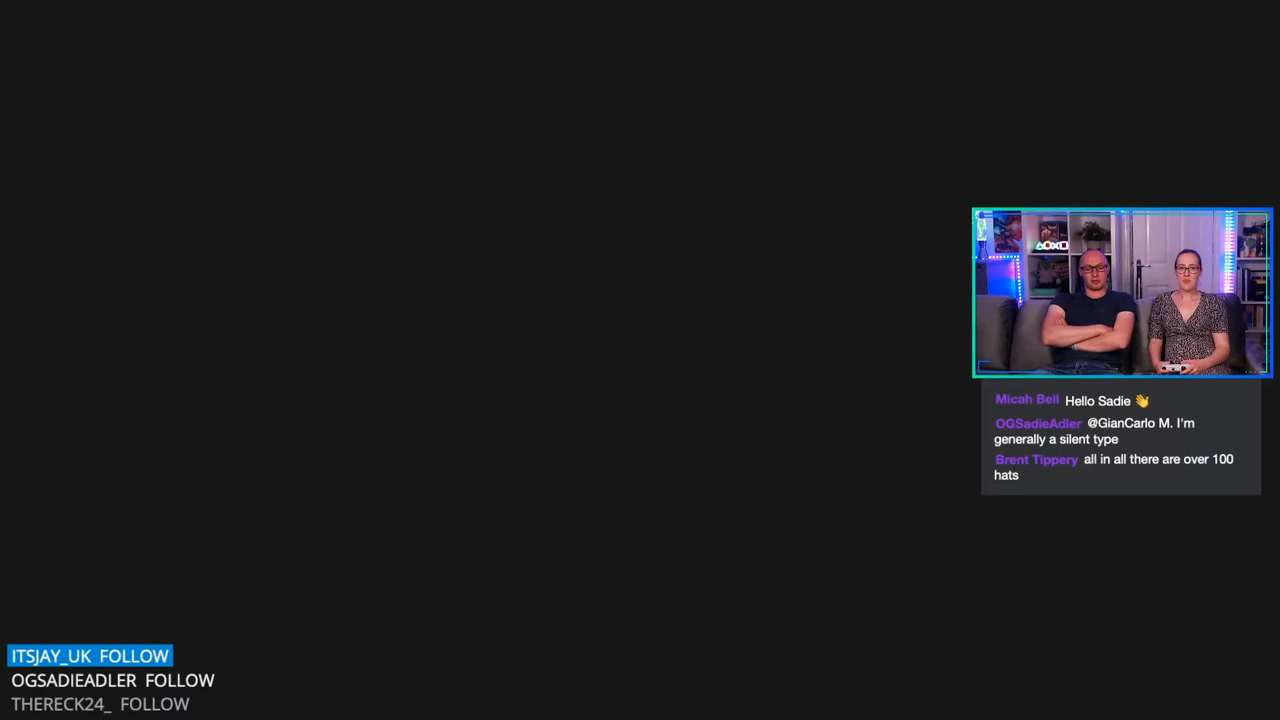 Micah Bell Hello Sadie 👋
OGSadieAdler @GianCarlo M. I'm
generally a silent type
Brent Tippery all in all there are over 100
hats
ITSJAY_UK FOLLOW
OGSADIEADLER FOLLOW
THERECK24_ FOLLOW